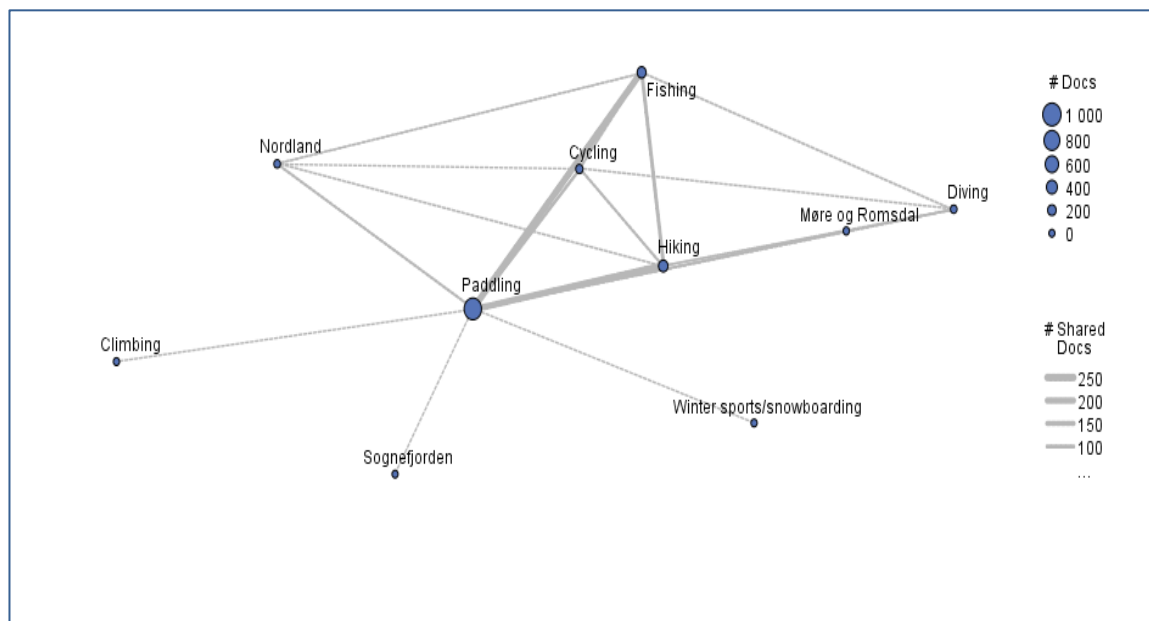 Fishing
Nordland
Cycling
Diving
Møre og Romsdal
Hiking
Paddling
Climbing
Winter sports/snowboarding
Sognefjorden
# Docs
1 000
800
600
400
200
0
# Shared
Docs
250
200
150
100
...